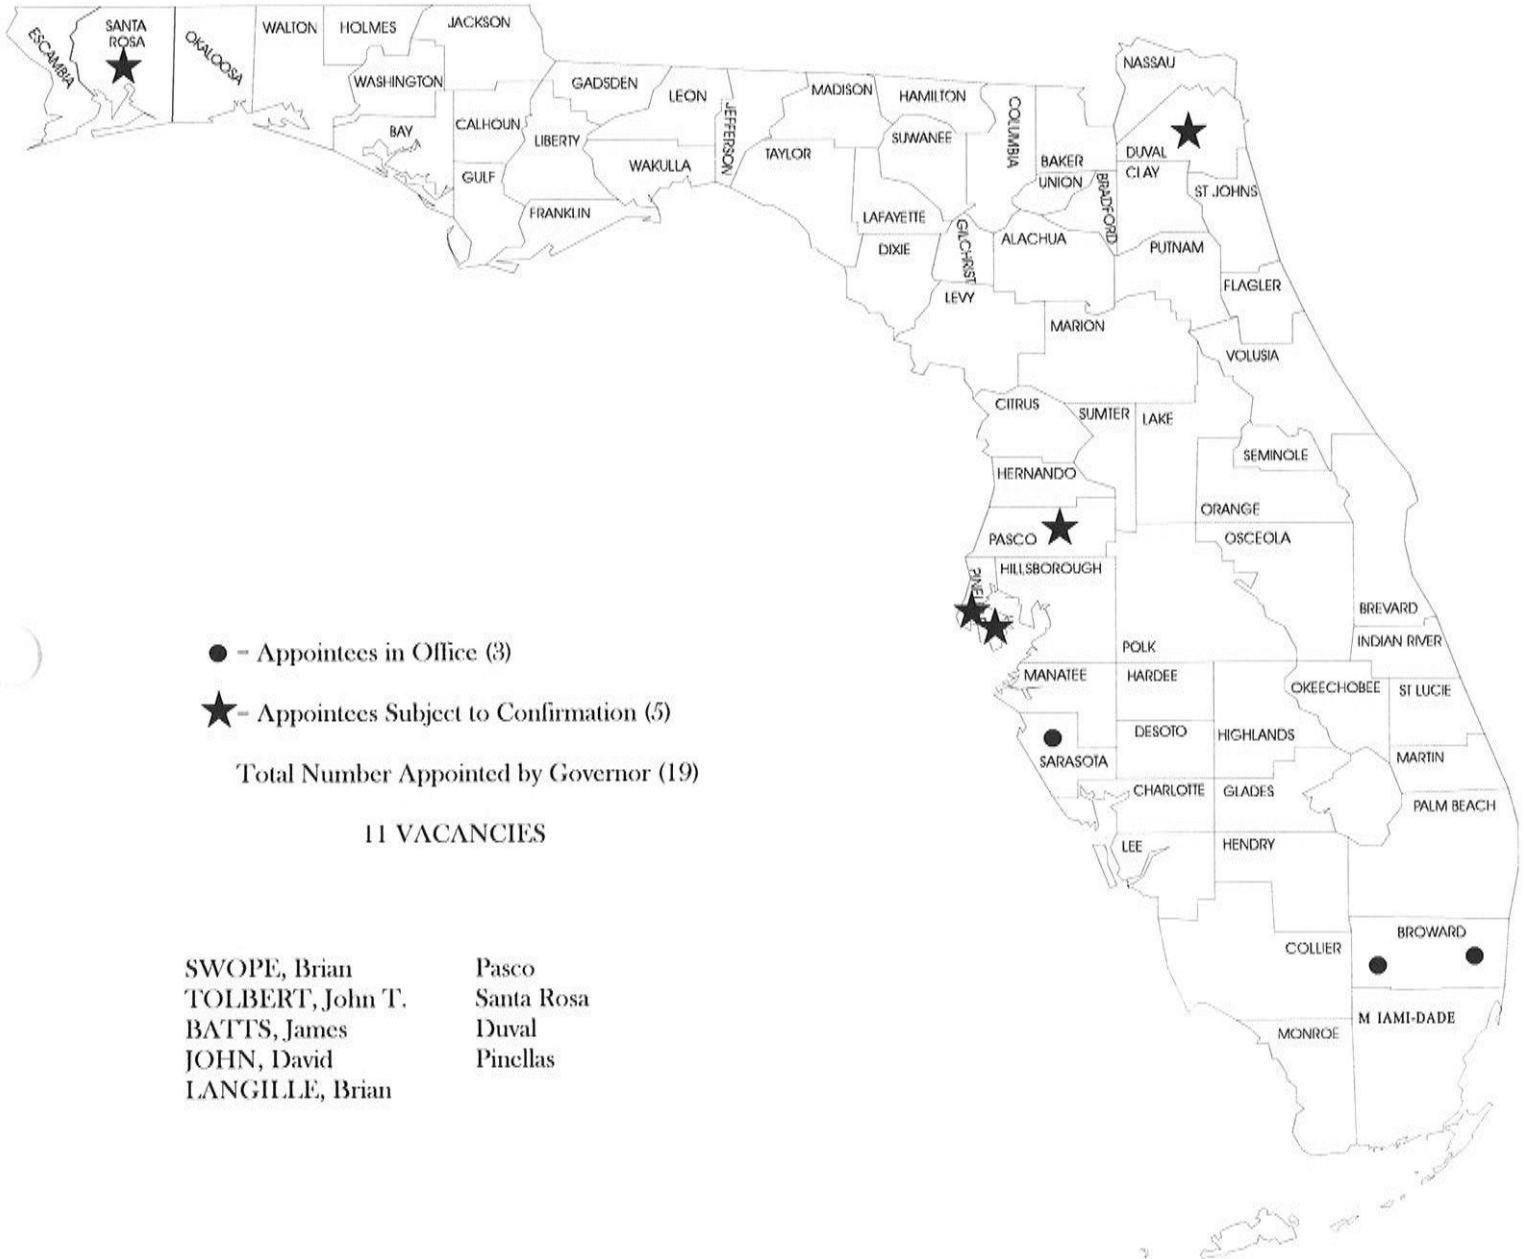 ESCAMBIA
SANTA
ROSA
OKALOOSA
WALTON
HOLMES
JACKSON
WASHINGTON
BAY
CALHOUN
GULF
GADSDEN
LIBERTY
FRANKLIN
LEON
WAKULLA
JEFFERSON
MADISON
TAYLOR
HAMILTON
SUWANEE
LAFAYETTE
DIXIE
COLUMBIA
GILCHRIST
BAKER
UNION
BRADFORD
ALACHUA
LEVY
NASSAU
DUVAL
CLAY
ST JOHNS
PUTNAM
FLAGLER
MARION
VOLUSIA
CITRUS
SUMTER
LAKE
SEMINOLE
HERNANDO
ORANGE
PASCO
OSCEOLA
HILLSBOROUGH
BREVARD
INDIAN RIVER
POLK
MANATEE
HARDEE
OKEECHOBEE
ST LUCIE
DESOTO
HIGHLANDS
SARASOTA
MARTIN
CHARLOTTE
GLADES
PALM BEACH
LEE
HENDRY
COLLIER
BROWARD
MONROE
M IAMI-DADE
- Appointees in Office (3)
- Appointees Subject to Confirmation (5)
Total Number Appointed by Governor (19)
11 VACANCIES
SWOPE, Brian Pasco
TOLBERT, John T. Santa Rosa
BATTS, James Duval
JOHN, David Pinellas
LANGILLE, Brian